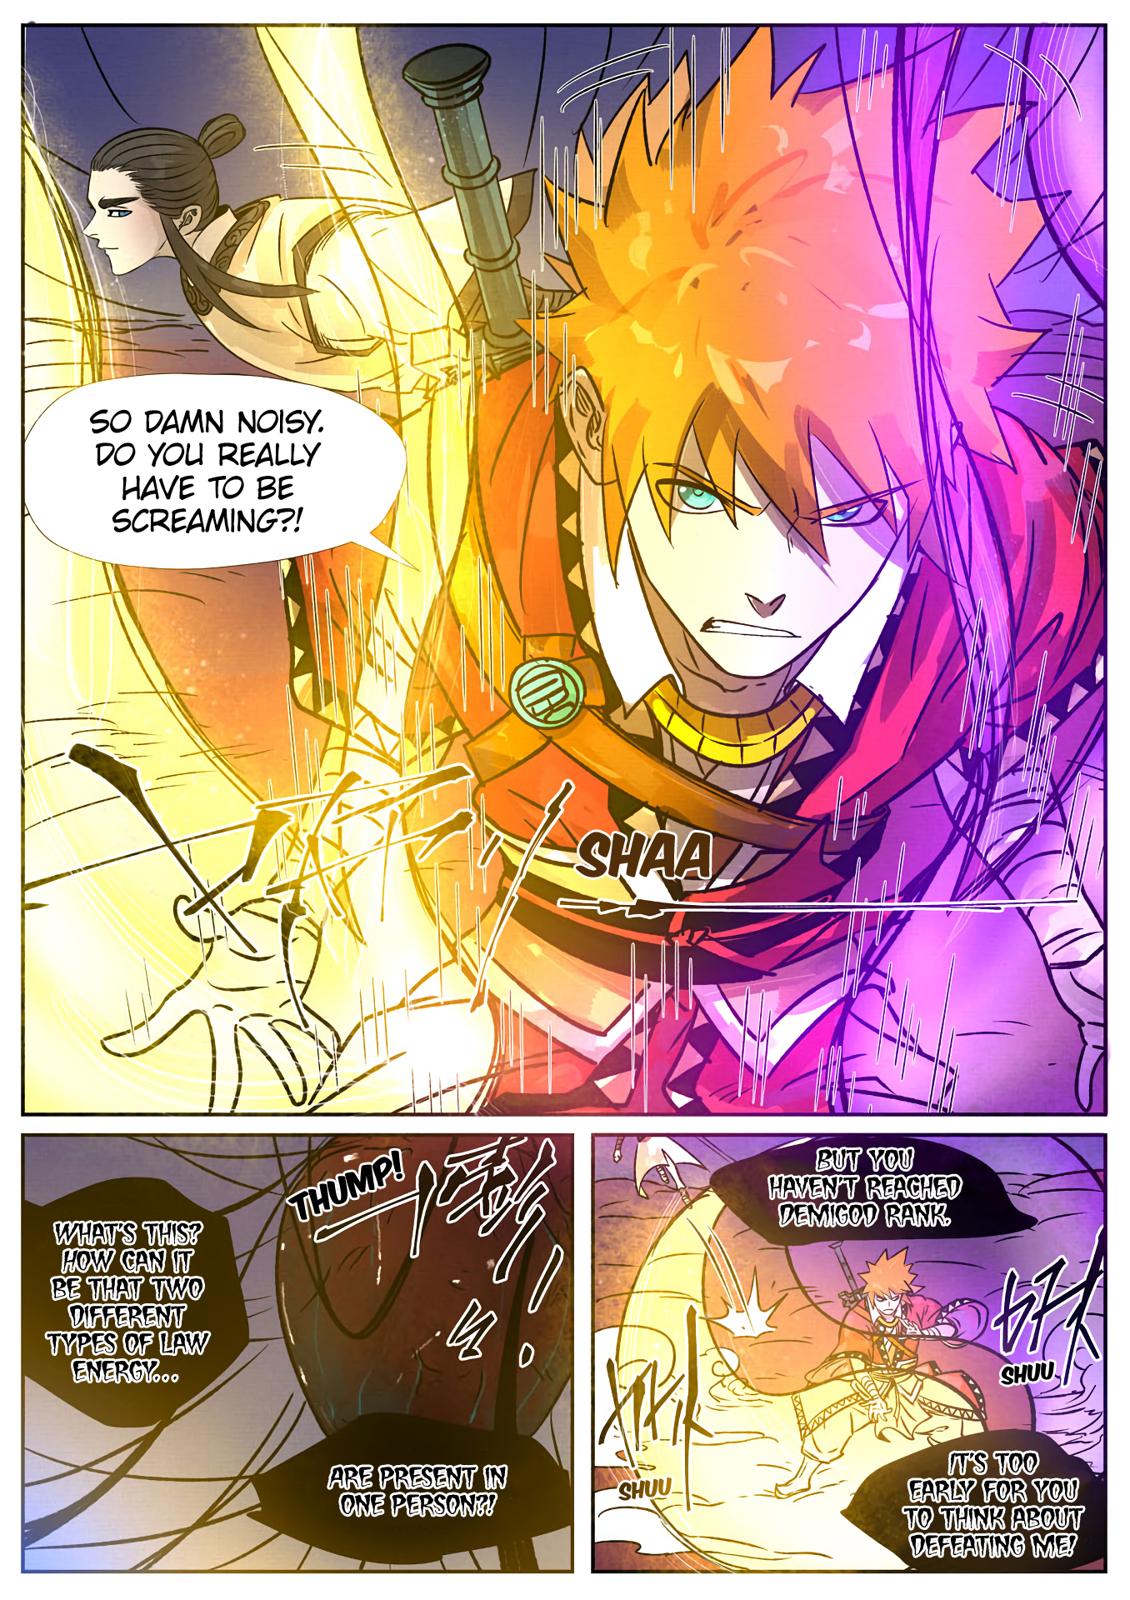 SO DAMN NOISY.
DO YOU REALLY
HAVE TO BE
SCREAMING?!
SHAA
THUMP!
WHAT'S THIS?
HOW CAN IT
BE THAT TWO
DIFFERENT
TYPES OF LAW
ENERGY...
ARE PRESENT IN
ONE PERSON?!
BUT YOU
HAVEN'T REACHED
DEMIGOD RANK.
SHUU
SHUU
IT'S TOO
EARLY FOR YOU
TO THINK ABOUT
DEFEATING ME!